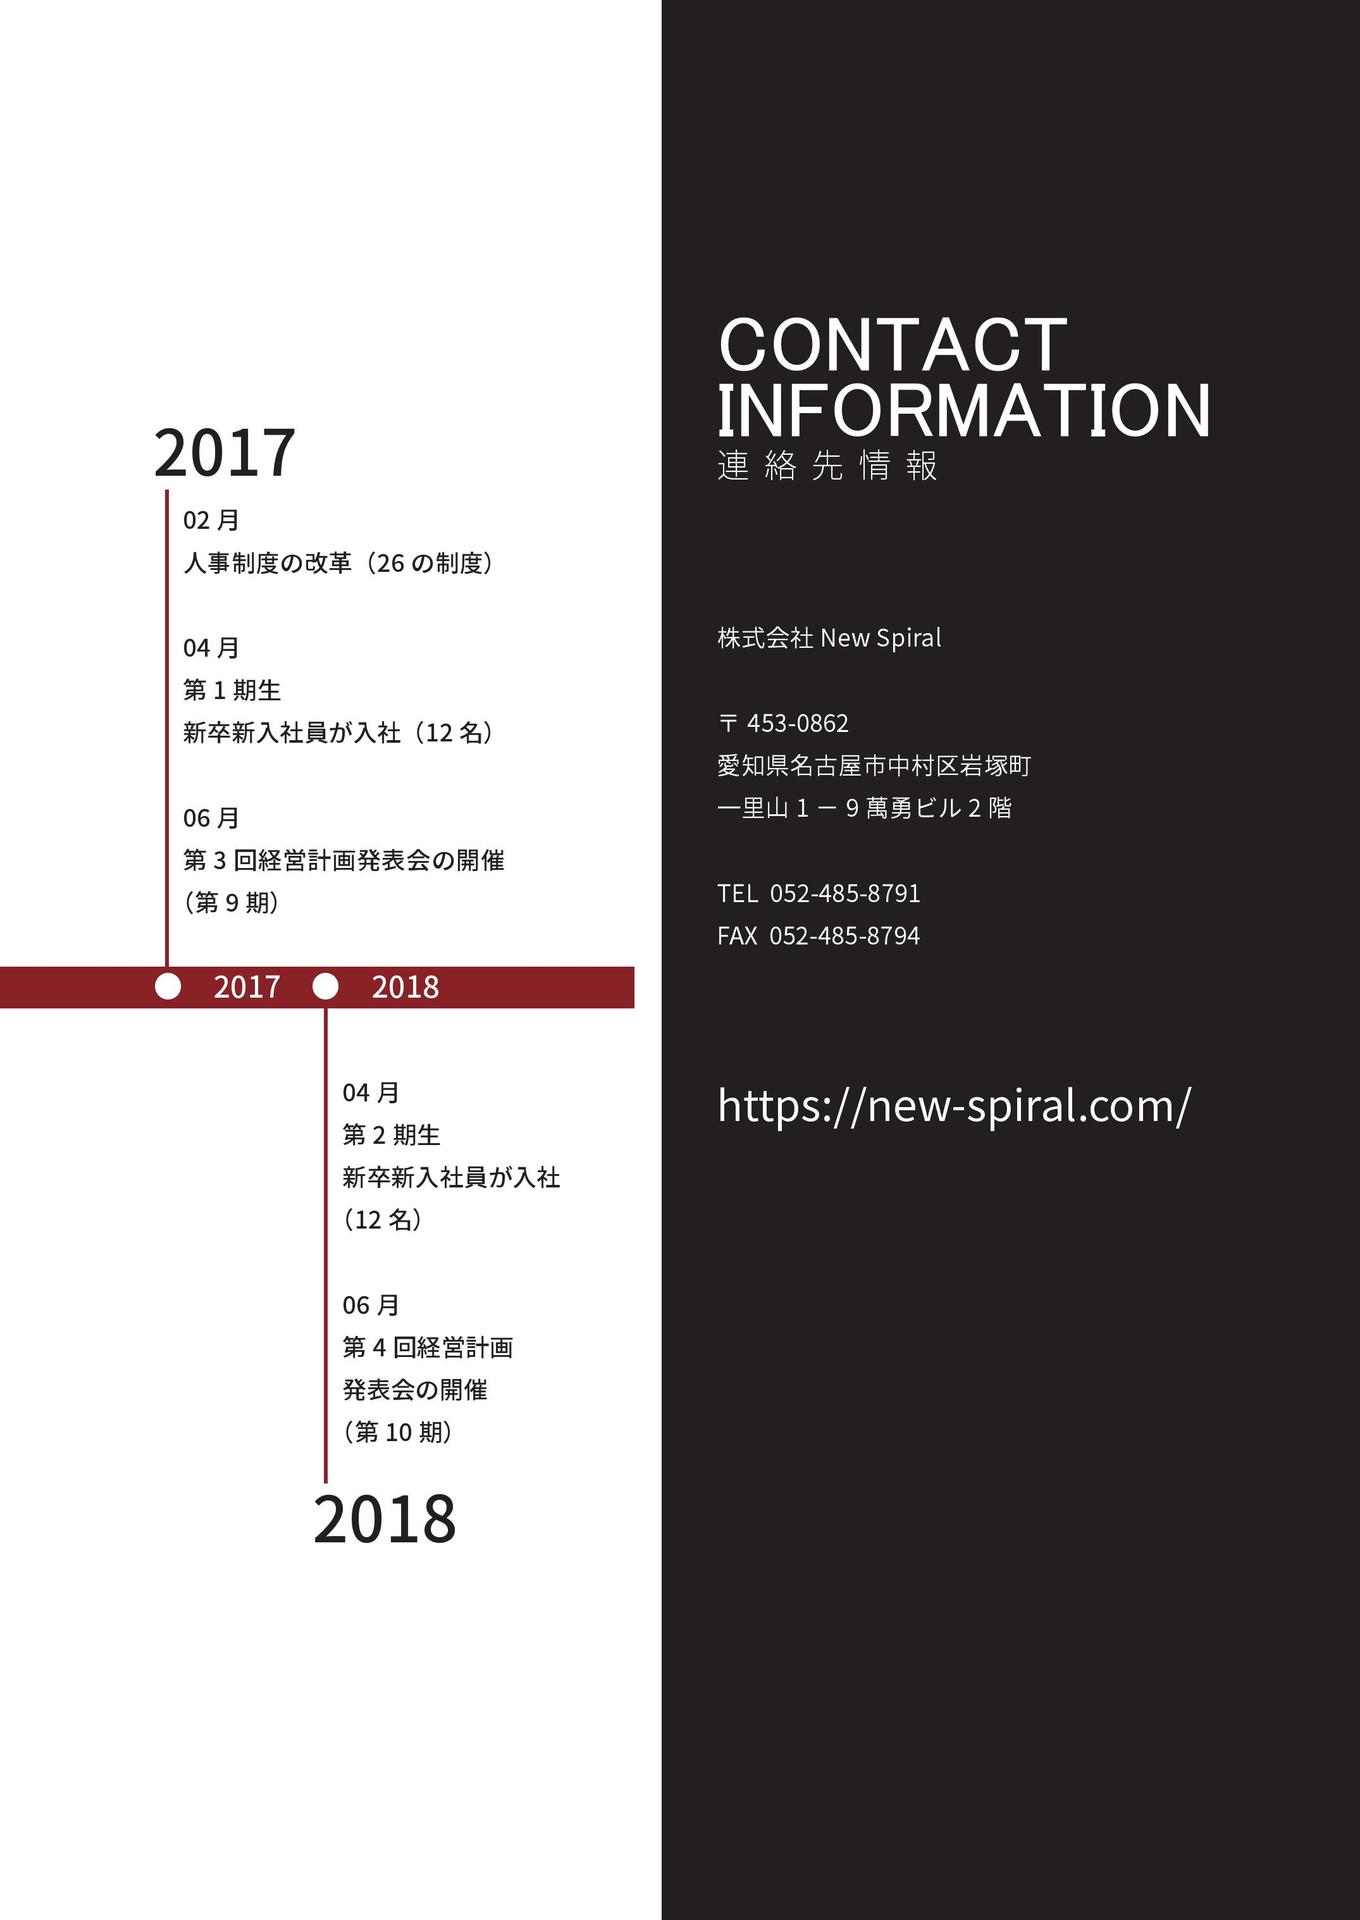 2017
02 月
人事制度の改革（26 の制度）
04 月
第 1 期生
新卒新入社員が入社（12 名）
06 月
第 3 回経営計画発表会の開催
（第 9 期）
2017 2018
04 月
第 2 期生
新卒新入社員が入社
（12 名）
06 月
第 4 回経営計画
発表会の開催
（第 10 期）
2018
CONTACT
INFORMATION
連絡先情報
株式会社 New Spiral
〒 453-0862
愛知県名古屋市中村区岩塚町
一里山 1 － 9 萬勇ビル 2 階
TEL 052-485-8791
FAX 052-485-8794
https://new-spiral.com/